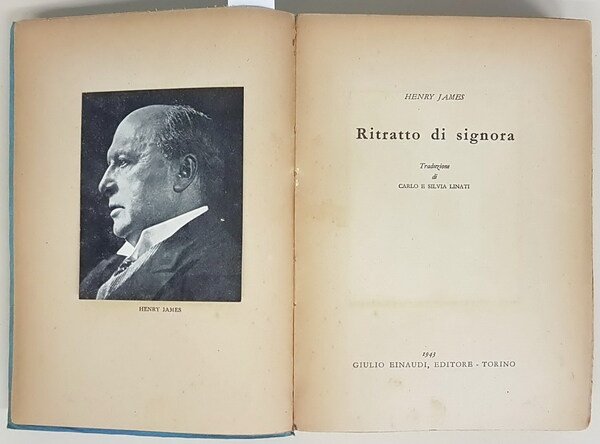 HENRY JAMES
HENRY JAMES
Ritratto di signora
Traduzione
di
CARLO E SILVIA LINATI
1943
GIULIO EINAUDI, EDITORE - TORINO